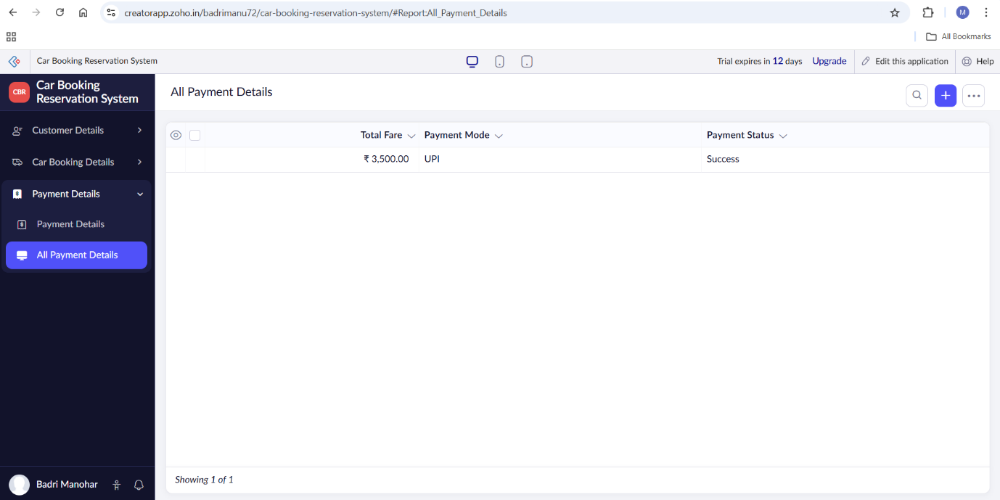 creatorapp.zoho.in/badrimanu72/car-booking-reservation-system/#Report:All_Payment_Details
M
All Bookmarks
Car Booking Reservation System
Trial expires in 12 days
Upgrade
Edit this application
Help
CBR
Car Booking
Reservation System
Customer Details
Car Booking Details
Payment Details
Payment Details
All Payment Details
Badri Manohar
All Payment Details
Total Fare Payment Mode Payment Status
₹ 3,500.00 UPI Success
Showing 1 of 1